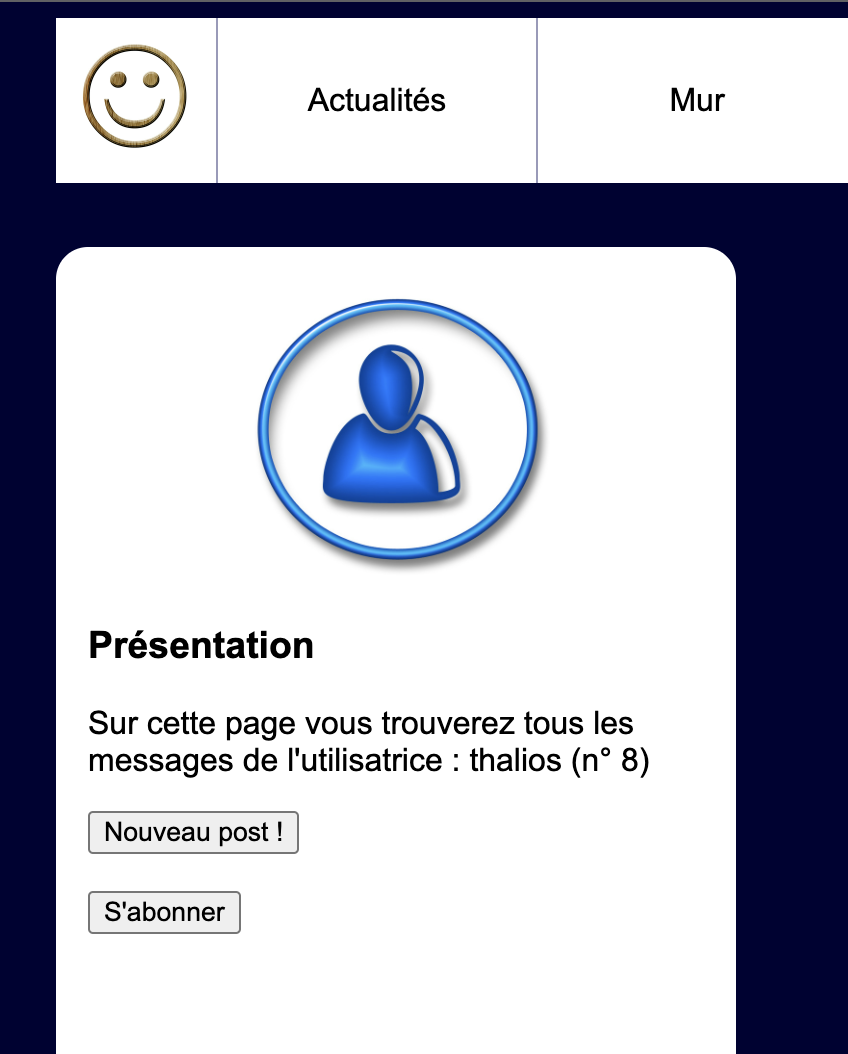 Actualités
Mur
Présentation
Sur cette page vous trouverez tous les
messages de l'utilisatrice : thalios (n° 8)
Nouveau post !
S'abonner